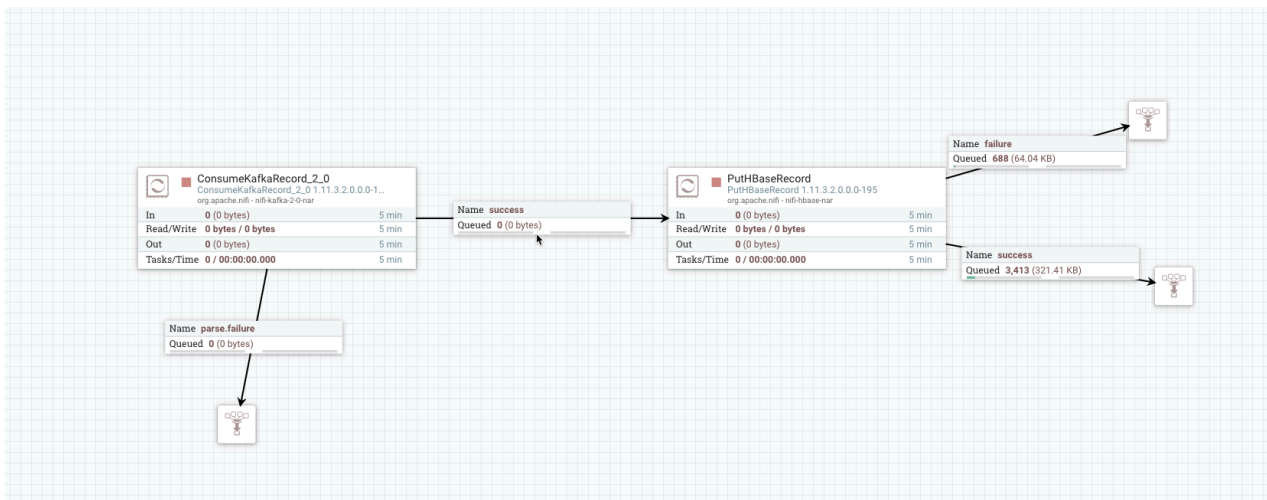 Name failure
Queued 688 (64.04 KB)
ConsumeKafkaRecord_2_0
ConsumeKafkaRecord_2_0 1.11.3.2.0.0.0-1...
org.apache.nifi - nifi-kafka-2-0-nar
In 0 (0 bytes) 5 min
Read/Write 0 bytes / 0 bytes 5 min
Out 0 (0 bytes) 5 min
Tasks/Time 0 / 00:00:00.000 5 min
Name success
Queued 0 (0 bytes)
PutHBaseRecord
PutHBaseRecord 1.11.3.2.0.0.0-195
org.apache.nifi - nifi-hbase-nar
In 0 (0 bytes) 5 min
Read/Write 0 bytes / 0 bytes 5 min
Out 0 (0 bytes) 5 min
Tasks/Time 0 / 00:00:00.000 5 min
Name success
Queued 3,413 (321.41 KB)
Name parse.failure
Queued 0 (0 bytes)